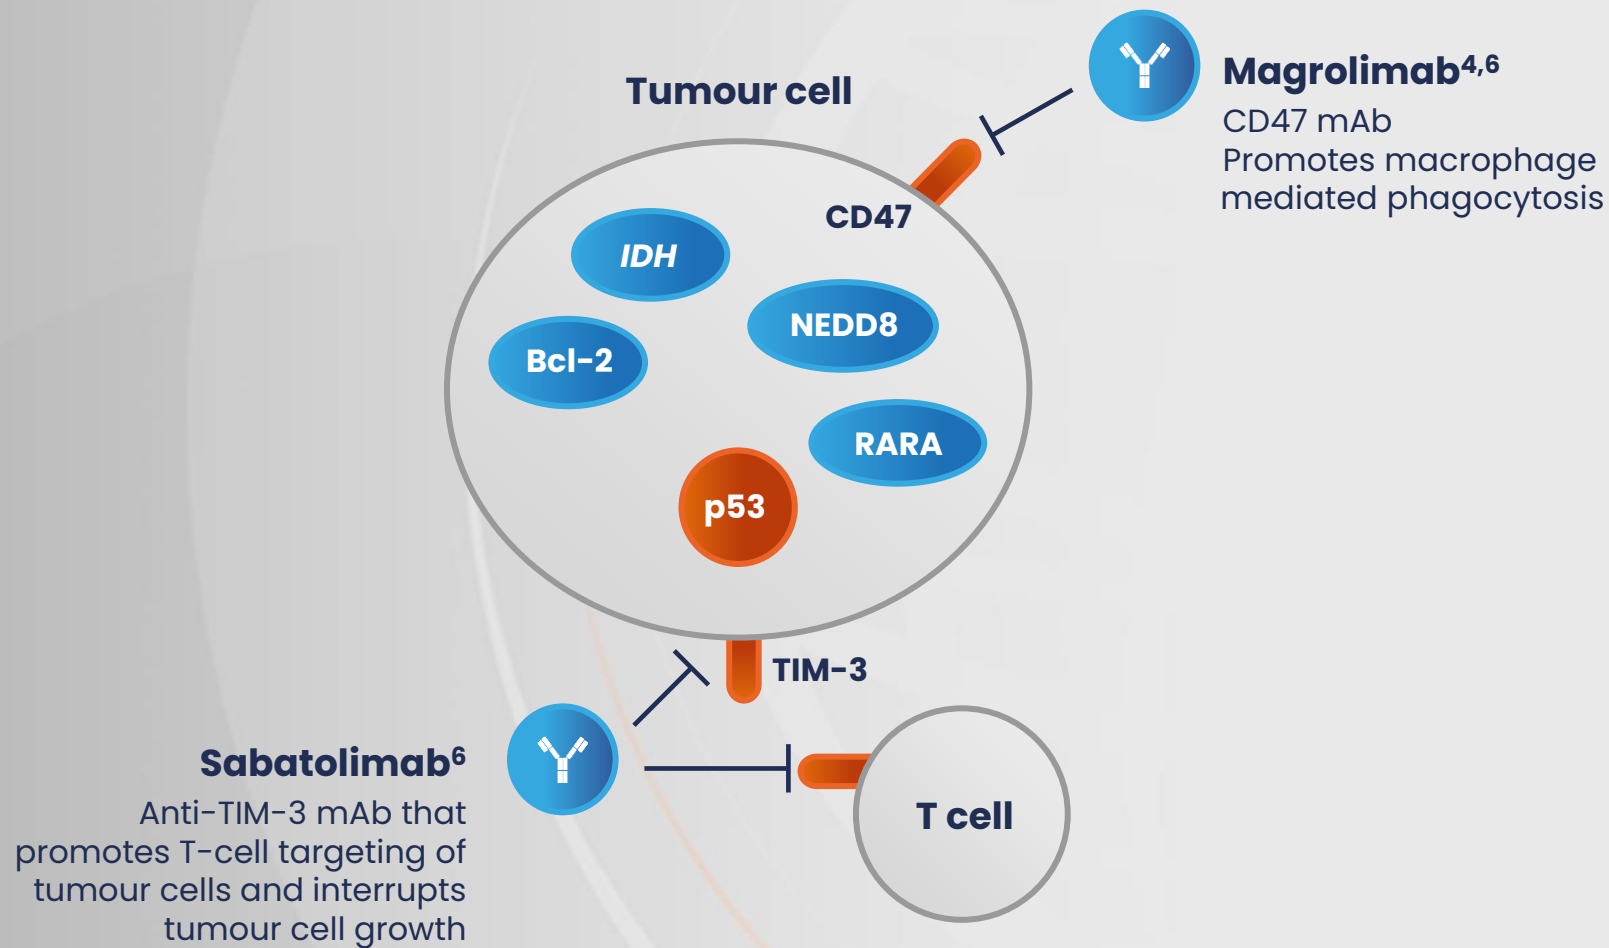 Tumour cell
Magrolimab4,6
CD47 mAb
Promotes macrophage
mediated phagocytosis
CD47
IDH
NEDD8
Bcl-2
RARA
p53
TIM-3
Sabatolimab6
Anti-TIM-3 mAb that
promotes T-cell targeting of
tumour cells and interrupts
tumour cell growth
T cell